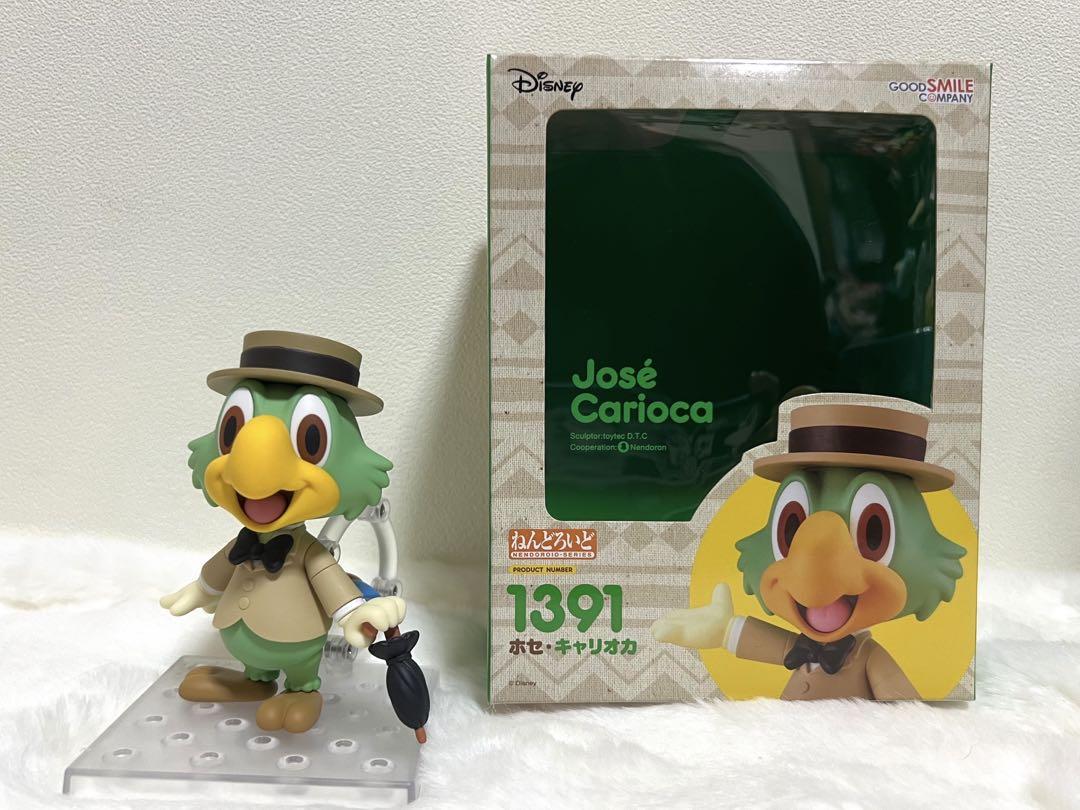 Disney
GOOD SMILE
COMPANY
José
Carioca
Sculptor:toytec D.T.C
Cooperation: Nendoron
ねんどろいど
NENDOROID-SERIES
PRODUCT NUMBER
1391
ホセ・キャリオカ
© Disney